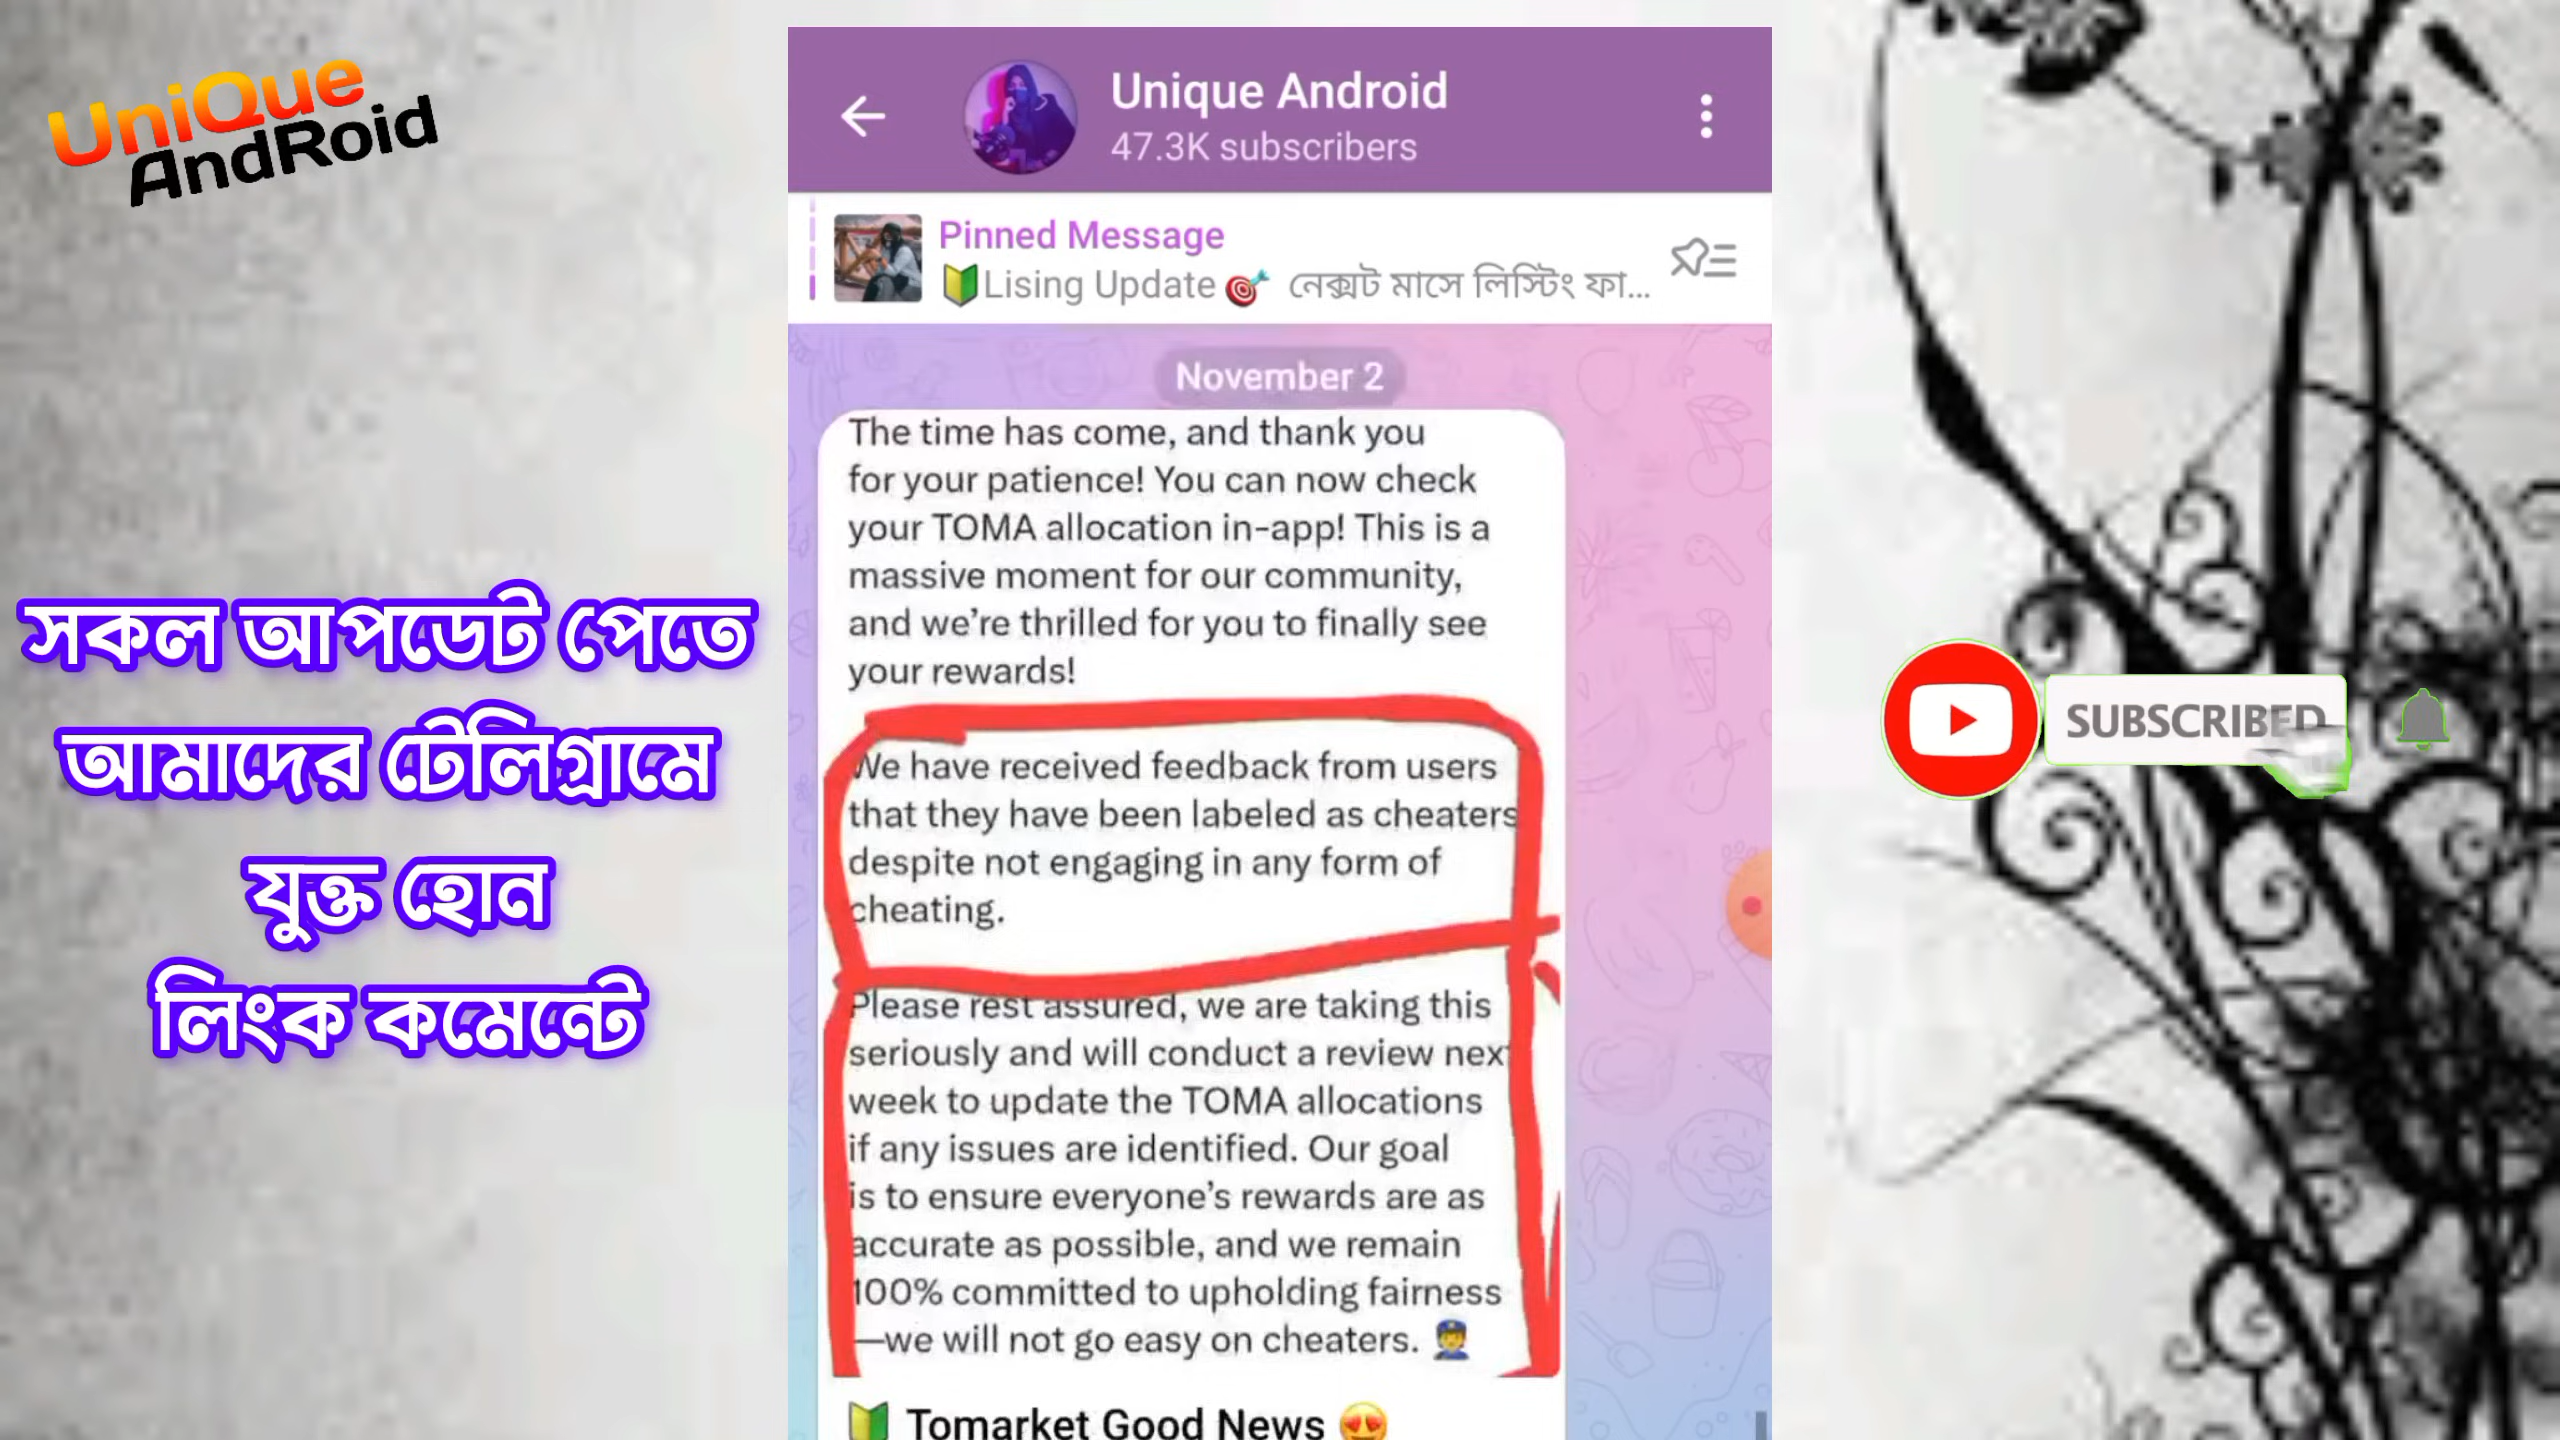 UniQue
AndRoid
সকল আপডেট পেতে
আমাদের টেলিগ্রামে
যুক্ত হোন
লিংক কমেন্টে
Unique Android
47.3K subscribers
Pinned Message
🔰Lising Update 🎯 নেক্সট মাসে লিস্টিং ফা...
November 2
The time has come, and thank you
for your patience! You can now check
your TOMA allocation in-app! This is a
massive moment for our community,
and we’re thrilled for you to finally see
your rewards!
We have received feedback from users
that they have been labeled as cheaters
despite not engaging in any form of
cheating.
Please rest assured, we are taking this
seriously and will conduct a review next
week to update the TOMA allocations
if any issues are identified. Our goal
is to ensure everyone’s rewards are as
accurate as possible, and we remain
100% committed to upholding fairness
—we will not go easy on cheaters. 👮
🔰 Tomarket Good News 😍
SUBSCRIBED